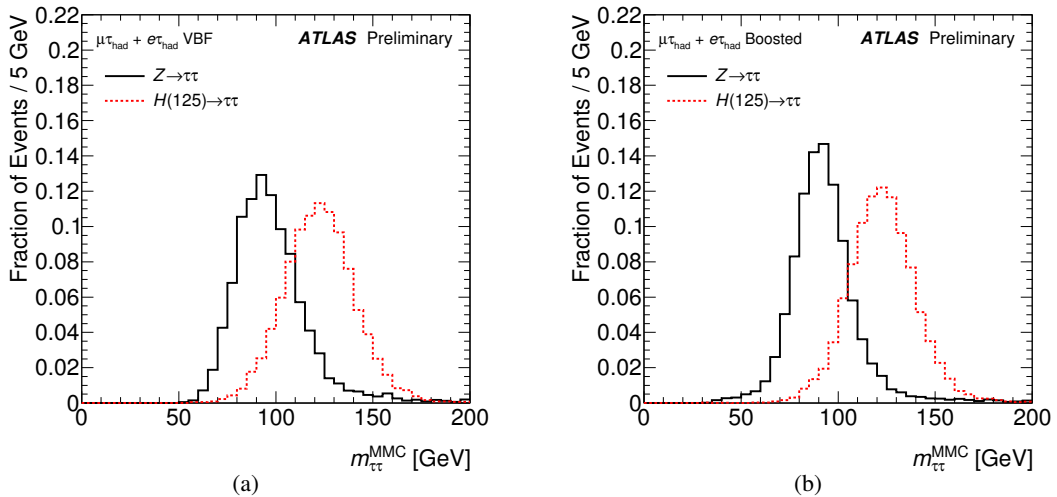 Fraction of Events / 5 GeV
0.22
0.2
0.18
0.16
0.14
0.12
0.1
0.08
0.06
0.04
0.02
0
μτhad + eτhad VBF
ATLAS Preliminary
Z→ττ
H(125)→ττ
0 50 100 150 200
mττMMC [GeV]
(a)
Fraction of Events / 5 GeV
0.22
0.2
0.18
0.16
0.14
0.12
0.1
0.08
0.06
0.04
0.02
0
μτhad + eτhad Boosted
ATLAS Preliminary
Z→ττ
H(125)→ττ
0 50 100 150 200
mττMMC [GeV]
(b)